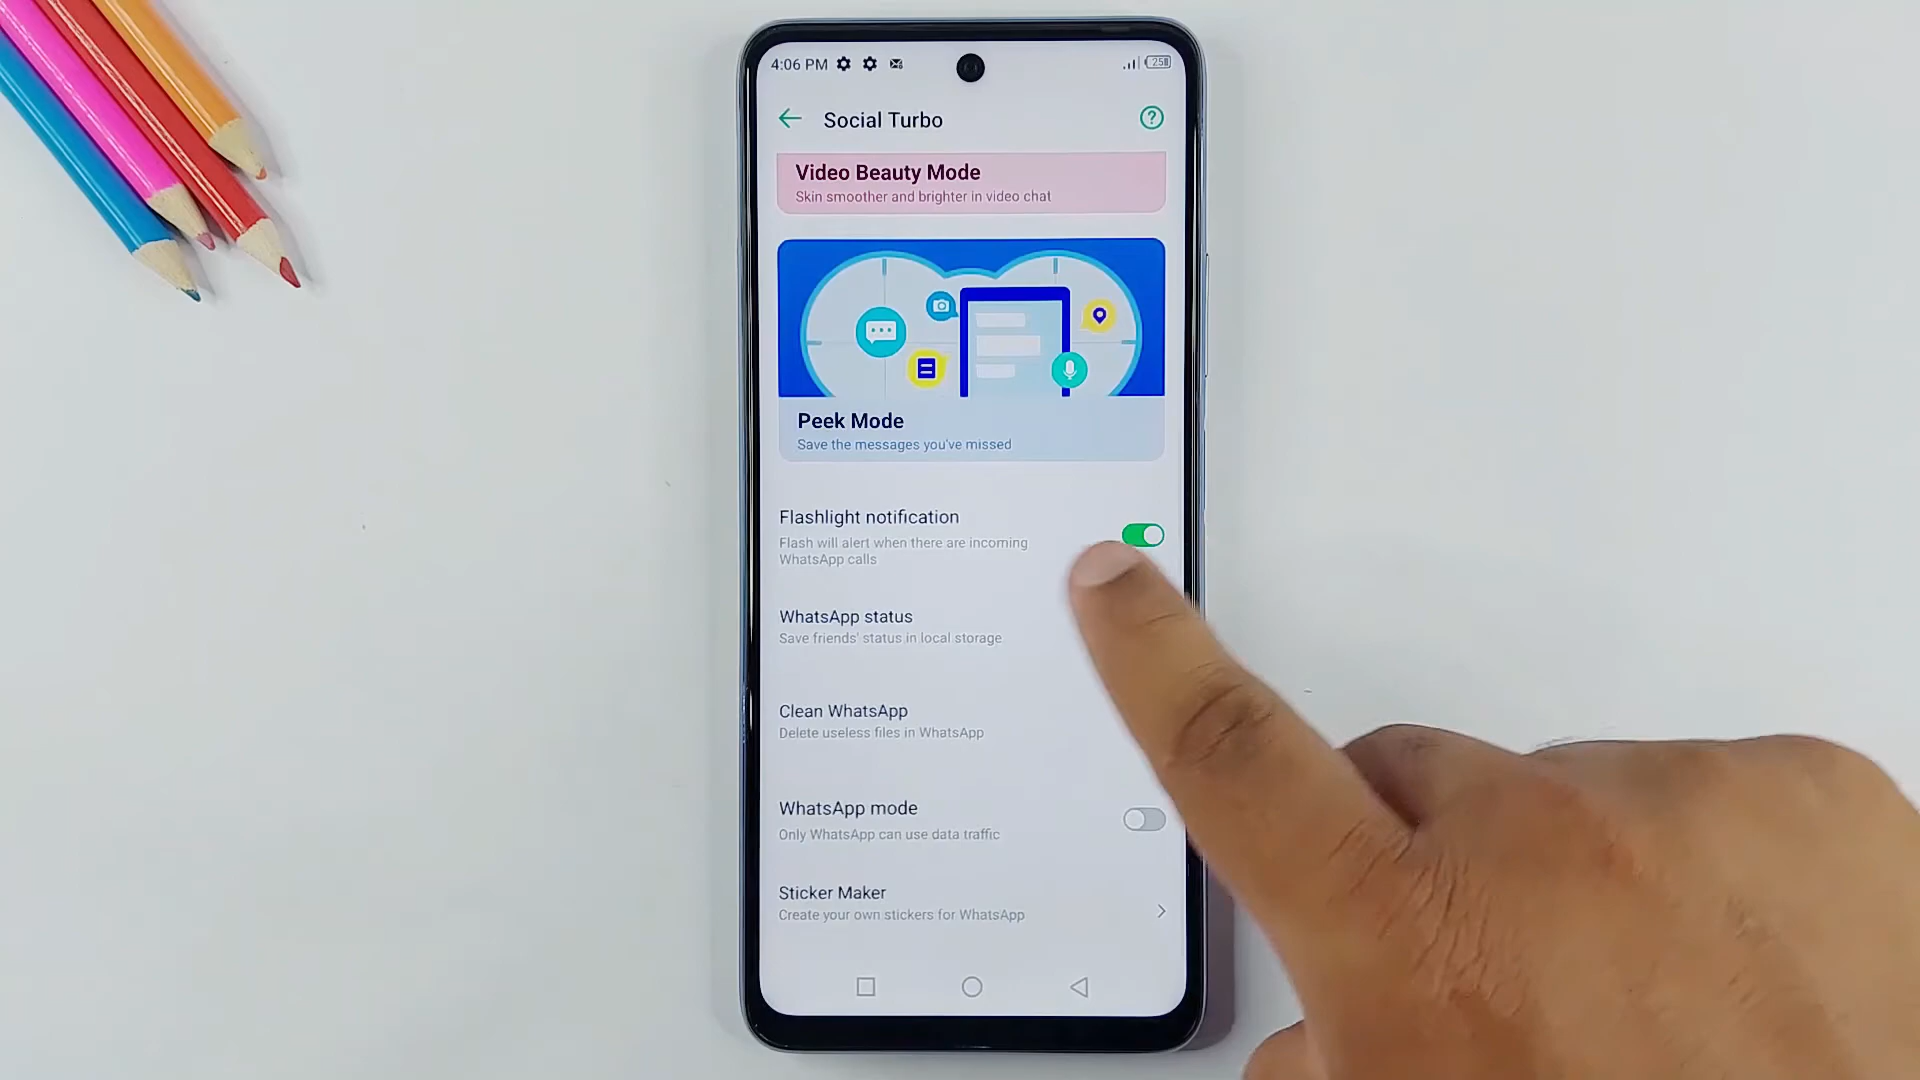 4:06 PM
25
Social Turbo
?
Video Beauty Mode
Skin smoother and brighter in video chat
Peek Mode
Save the messages you've missed
Flashlight notification
Flash will alert when there are incoming
WhatsApp calls
WhatsApp status
Save friends' status in local storage
Clean WhatsApp
Delete useless files in WhatsApp
WhatsApp mode
Only WhatsApp can use data traffic
Sticker Maker
Create your own stickers for WhatsApp